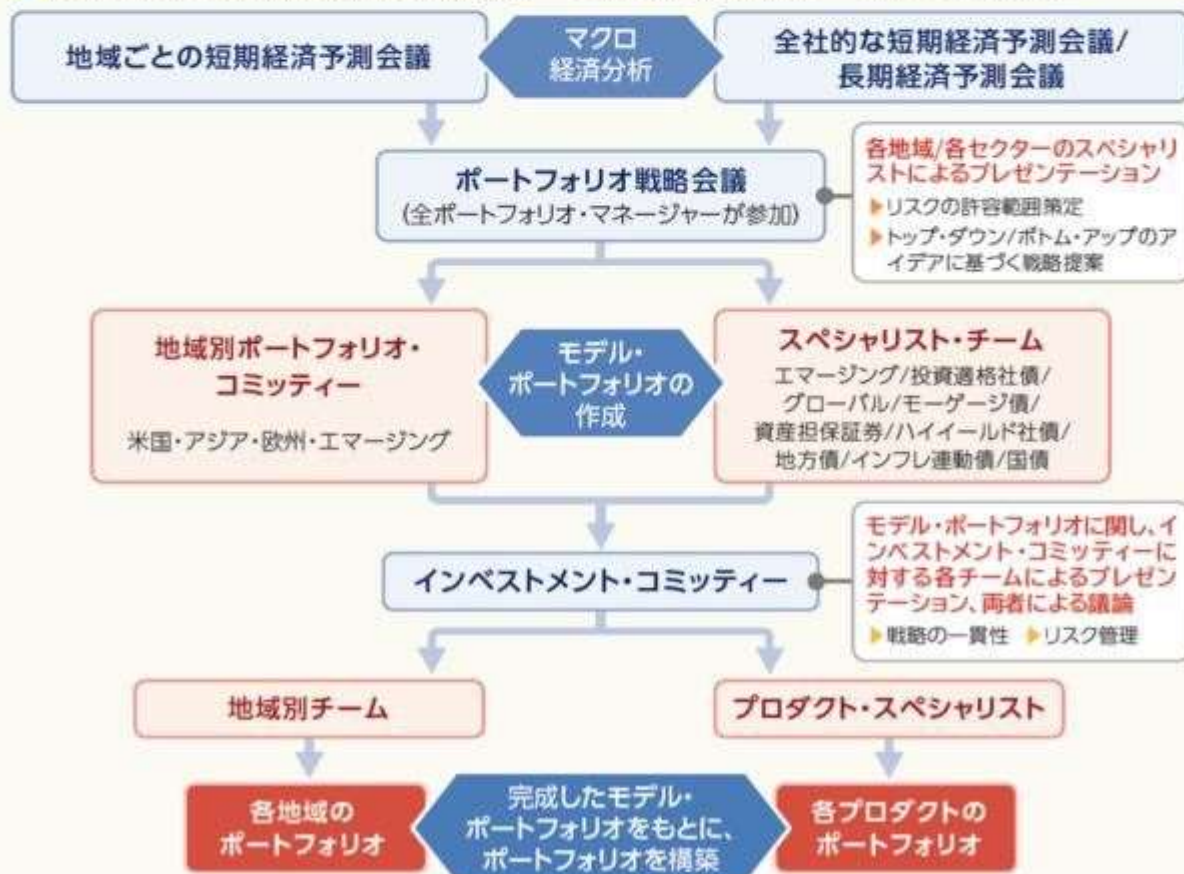 地域ごとの短期経済予測会議
マクロ
経済分析
全社的な短期経済予測会議/
長期経済予測会議
ポートフォリオ戦略会議
(全ポートフォリオ・マネージャーが参加)
各地域/各セクターのスペシャリ
ストによるプレゼンテーション
▶リスクの許容範囲策定
▶トップ・ダウン/ボトム・アップのア
イデアに基づく戦略提案
地域別ポートフォリオ・
コミッティー
米国・アジア・欧州・エマージング
モデル・
ポートフォリオの
作成
スペシャリスト・チーム
エマージング/投資適格社債/
グローバル/モーゲージ債/
資産担保証券/ハイイールド社債/
地方債/インフレ連動債/国債
インベストメント・コミッティー
モデル・ポートフォリオに関し、イ
ンベストメント・コミッティーに
対する各チームによるプレゼン
テーション、両者による議論
▶戦略の一貫性 ▶リスク管理
地域別チーム
プロダクト・スペシャリスト
各地域の
ポートフォリオ
完成したモデル・
ポートフォリオをもとに、
ポートフォリオを構築
各プロダクトの
ポートフォリオ